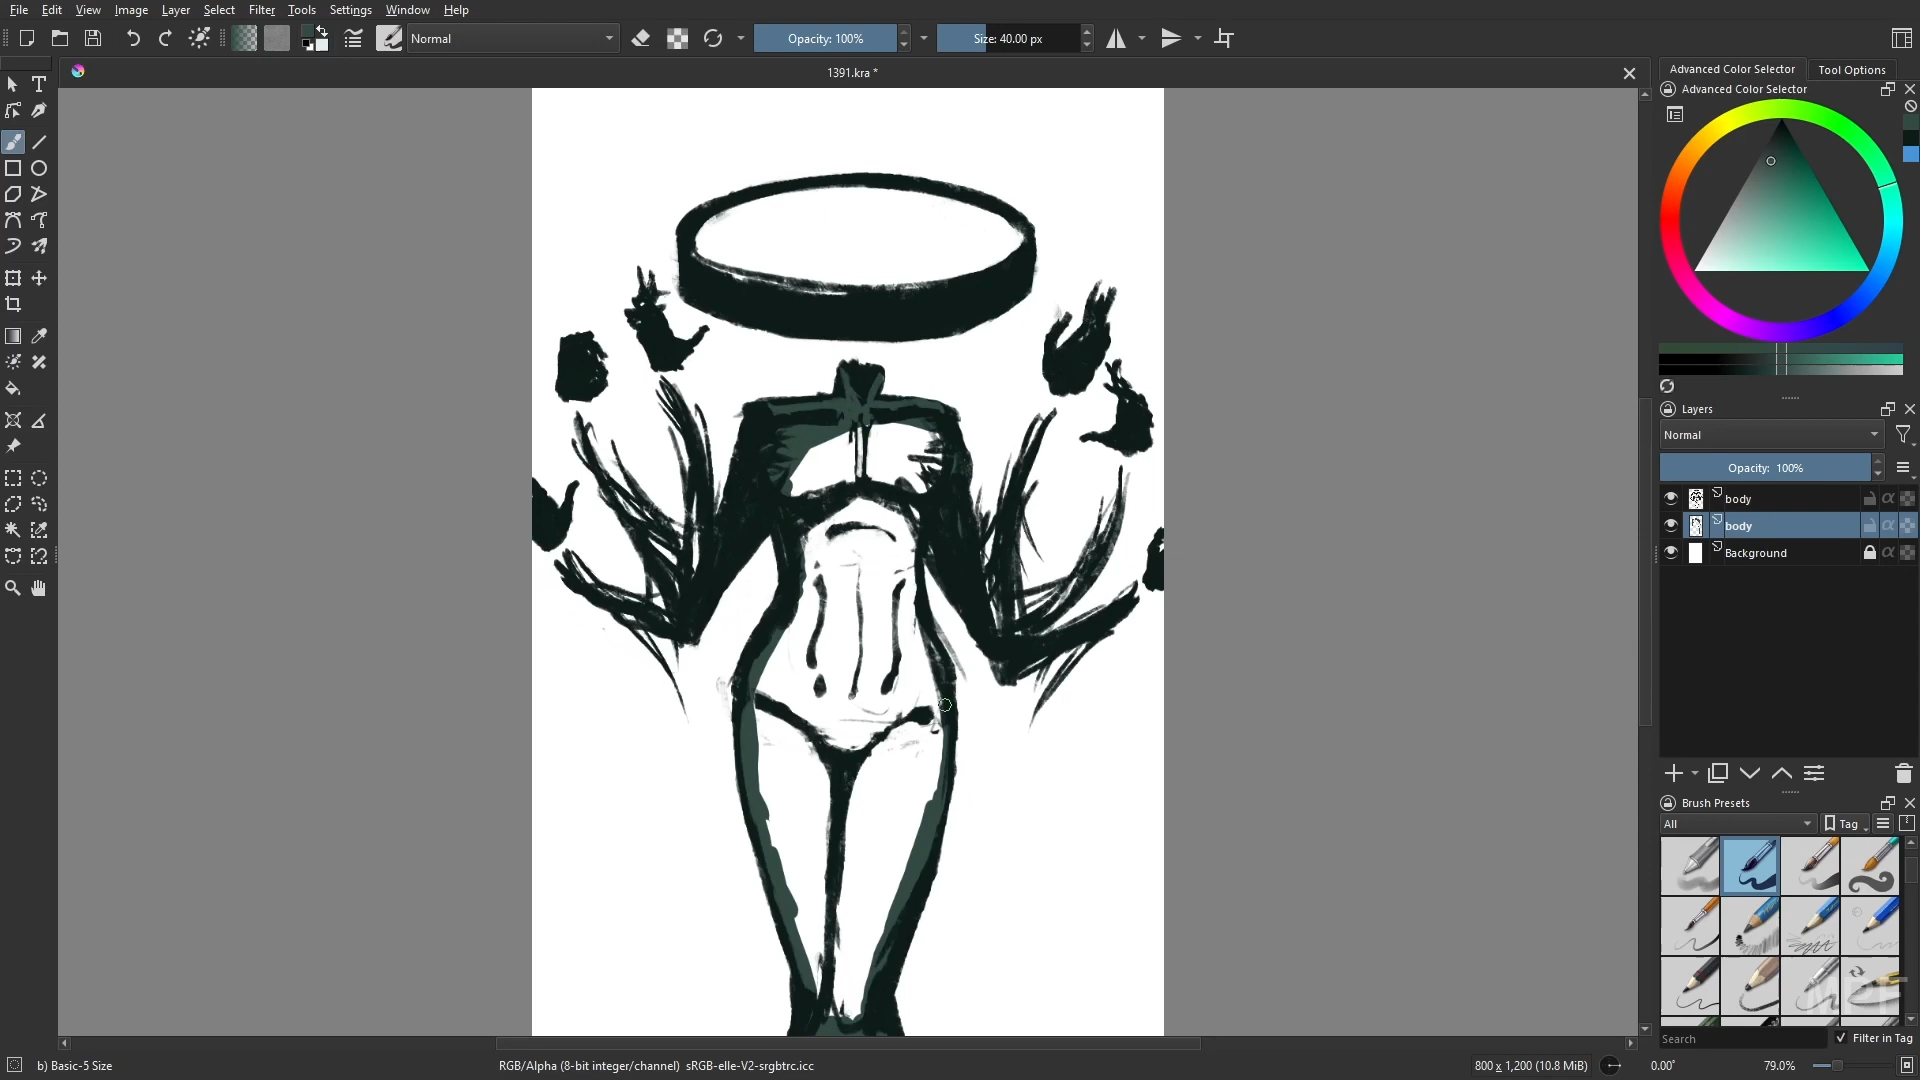 File Edit View Image Layer Select Filter Tools Settings Window Help
Normal
Opacity: 100%
Size: 40.00 px
1391.kra *
Advanced Color Selector
Tool Options
Advanced Color Selector
Layers
Normal
Opacity: 100%
body
body
Background
Brush Presets
All
Tag
MPF
Search
Filter in Tag
b) Basic-5 Size
RGB/Alpha (8-bit integer/channel) sRGB-elle-V2-srgbtrc.icc
800 x 1,200 (10.8 MiB)
0.00°
79.0%